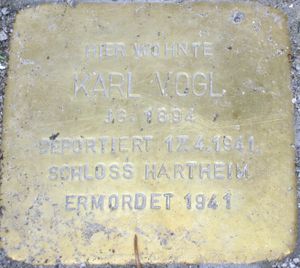 HIER WOHNTE
KARL VOGL
JG. 1894
DEPORTIERT 17.4.1941
SCHLOSS HARTHEIM
ERMORDET 1941